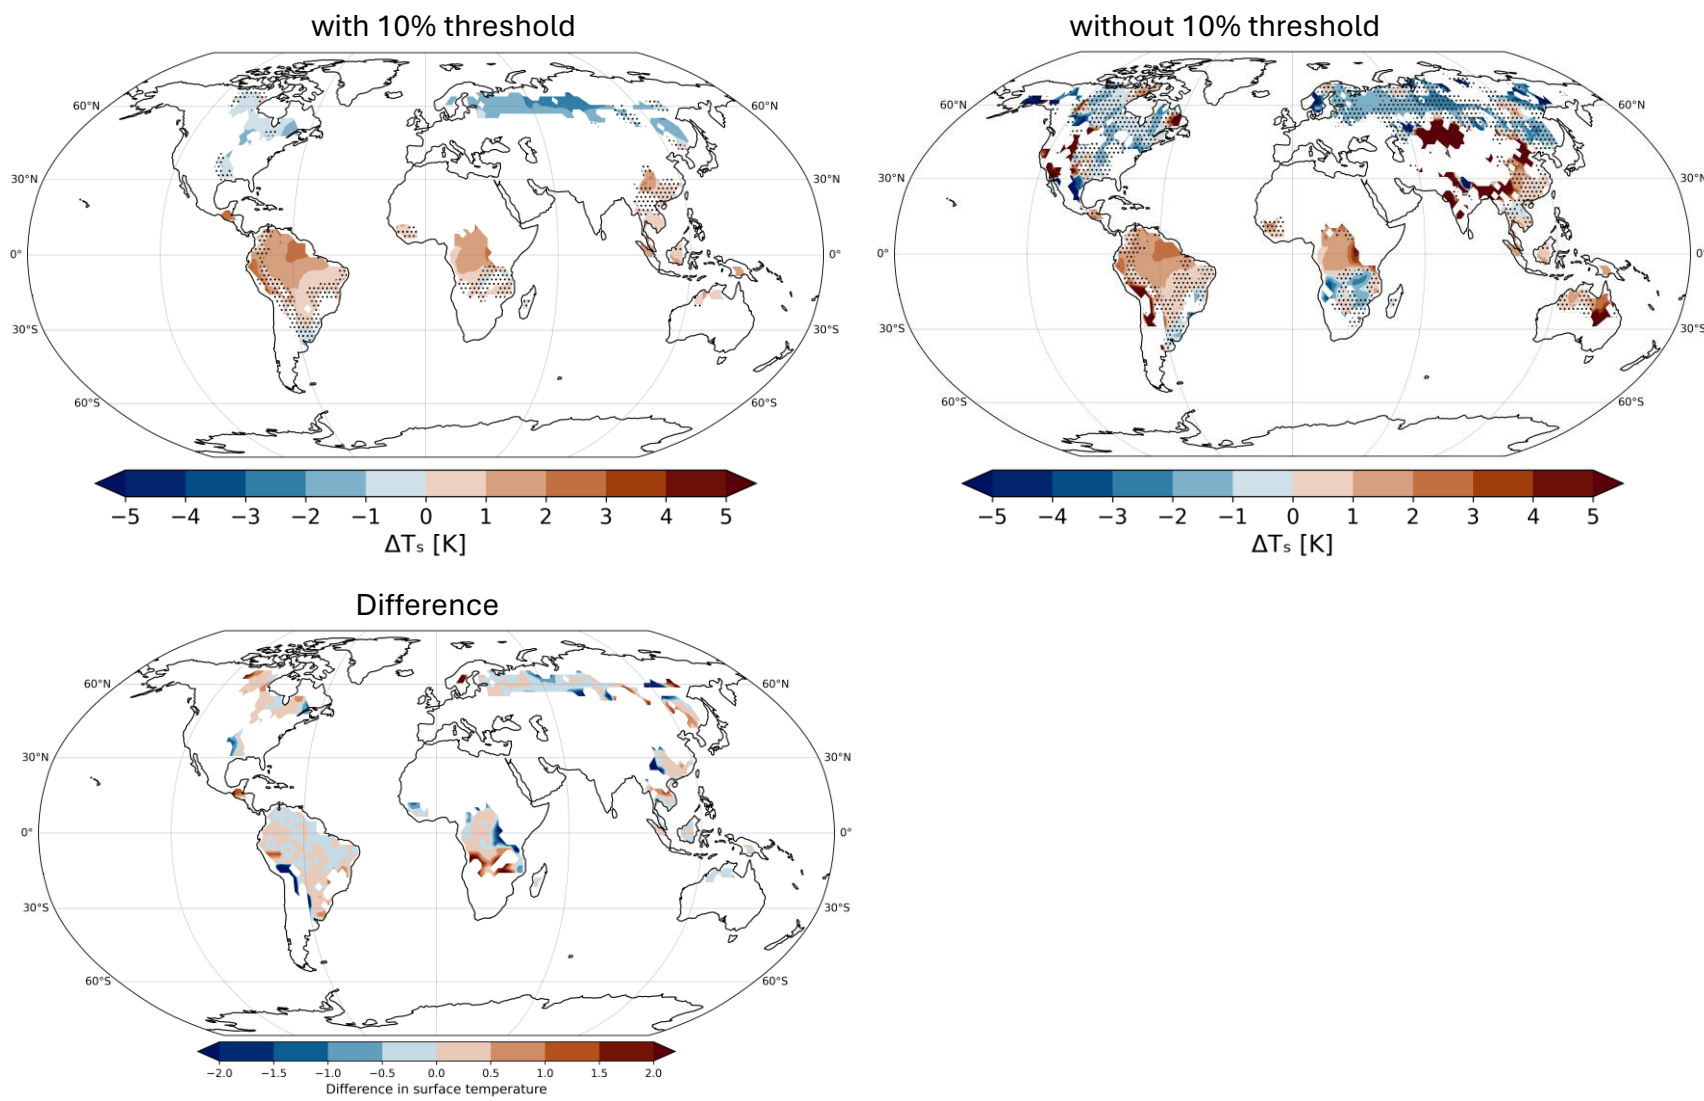 with 10% threshold
without 10% threshold
60°N
60°N
60°N
60°N
30°N
30°N
30°N
30°N
0°
0°
0°
0
30°S
30°S
30°S
30°S
60°S
60°S
60°S
60°S
−5 −4 −3 −2 −1 0 1 2 3 4 5
−5 −4 −3 −2 −1 0 1 2 3 4 5
ΔTₛ [K]
ΔTₛ [K]
Difference
60°N
60°N
30°N
30°N
0°
0°
30°S
30°S
60°S
60°S
−2.0 −1.5 −1.0 −0.5 0.0 0.5 1.0 1.5 2.0
Difference in surface temperature